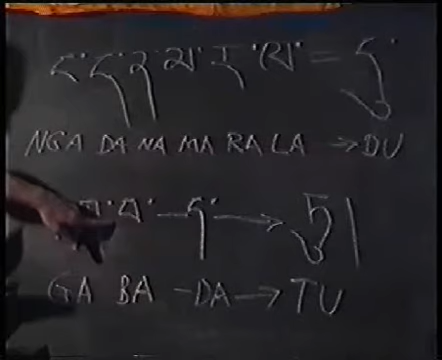 ང་ད་ན་མ་ར་ལ་ = དུ་
NGA DA NA MA RA LA → DU
ག་བ་ – ད་ → ཏུ།
GA BA – DA → TU